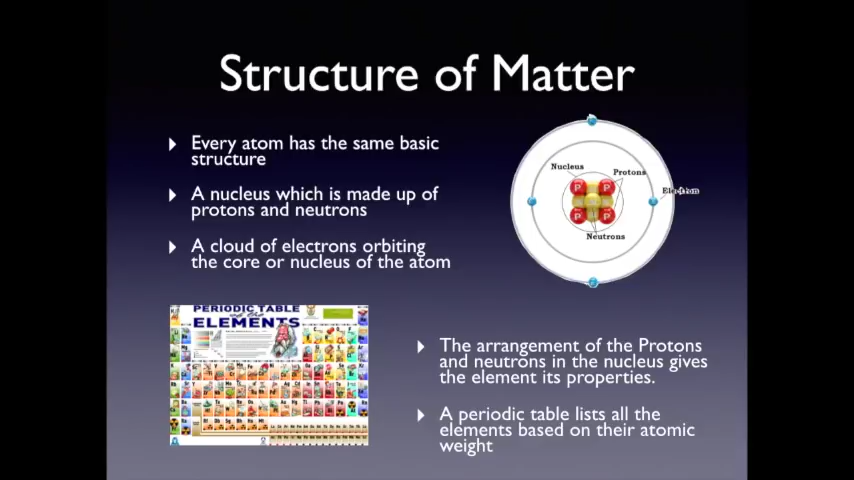 Structure of Matter
Every atom has the same basic
structure
A nucleus which is made up of
protons and neutrons
A cloud of electrons orbiting
the core or nucleus of the atom
Nucleus
Protons
Electron
P P
P P
Neutrons
PERIODIC TABLE
of the
ELEMENTS
The arrangement of the Protons
and neutrons in the nucleus gives
the element its properties.
A periodic table lists all the
elements based on their atomic
weight